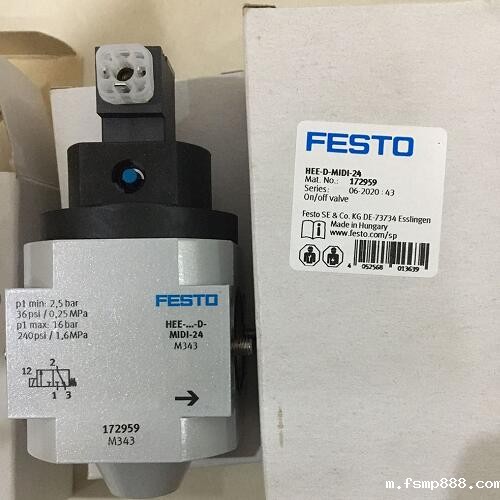 p1 min: 2,5 bar
36psi / 0,25 MPa
p1 max: 16 bar
240psi / 1,6MPa
12
2
1 3
FESTO
HEE-...-D-
MIDI-24
M343
172959
M343
FESTO
HEE-D-MIDI-24
Mat. No.: 172959
Series: 06-2020 : 43
On/off valve
Festo SE & Co. KG DE-73734 Esslingen
Made in Hungary
www.festo.com/sp
4 052568 013639
m.fsmp888.com